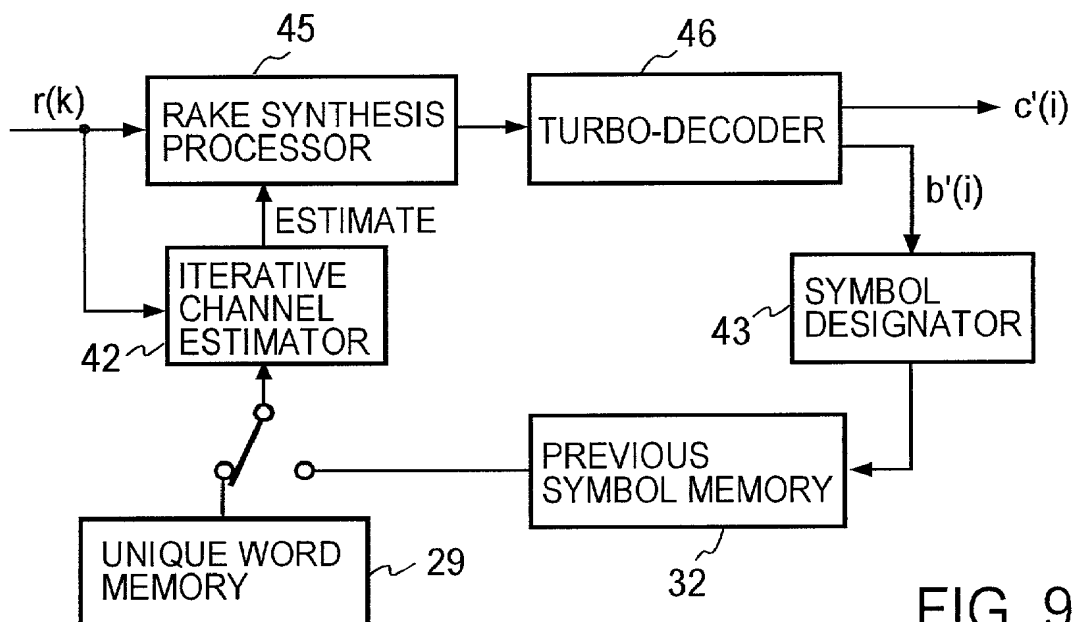 45
46
r(k)
RAKE SYNTHESIS
PROCESSOR
TURBO-DECODER
c'(i)
b'(i)
ESTIMATE
ITERATIVE
CHANNEL
ESTIMATOR
42
SYMBOL
DESIGNATOR
43
PREVIOUS
SYMBOL MEMORY
32
UNIQUE WORD
MEMORY
29
FIG. 9